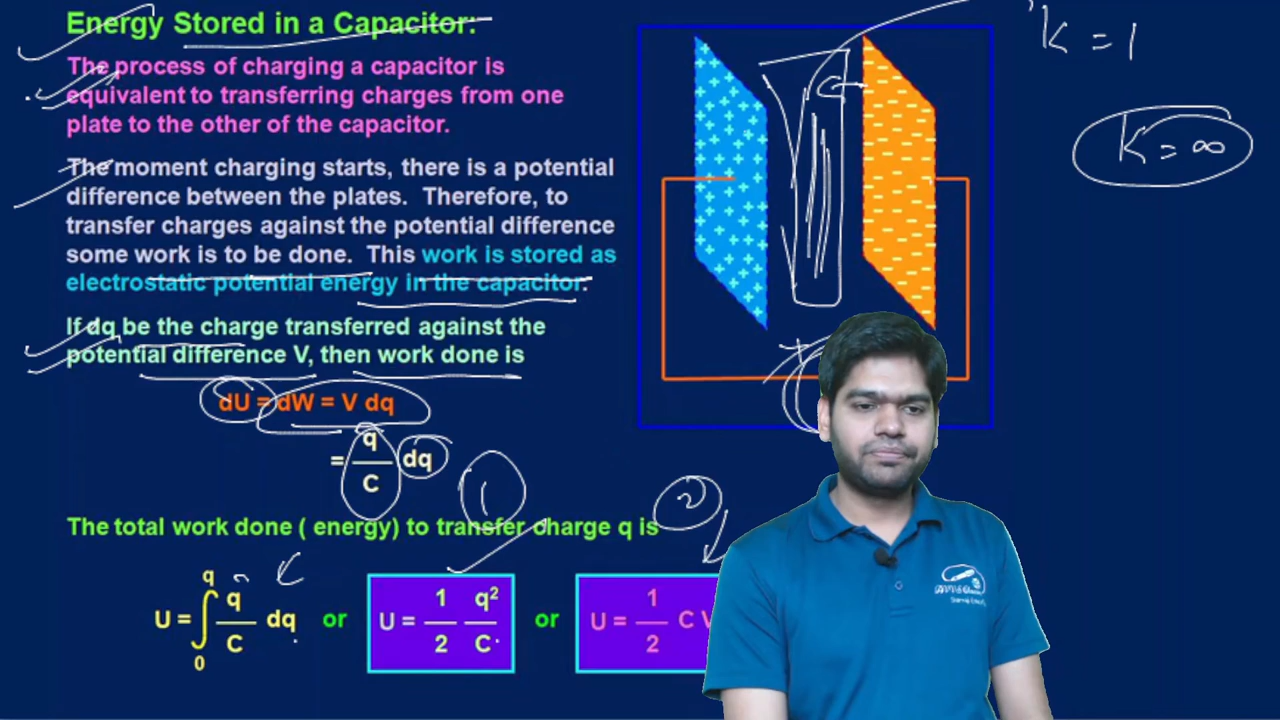 Energy Stored in a Capacitor:
The process of charging a capacitor is
equivalent to transferring charges from one
plate to the other of the capacitor.
The moment charging starts, there is a potential
difference between the plates. Therefore, to
transfer charges against the potential difference
some work is to be done. This work is stored as
electrostatic potential energy in the capacitor.
If dq be the charge transferred against the
potential difference V, then work done is
dU = dW = V dq
= q/C dq
The total work done ( energy) to transfer charge q is
U = ∫₀^q q/C dq or U = 1/2 q²/C or U = 1/2 C V
K = 1
K = ∞
1
2